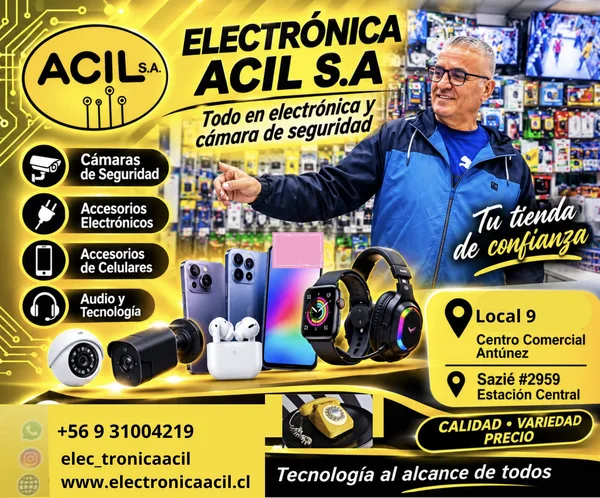 ACIL S.A.
ELECTRÓNICA
ACIL S.A
Todo en electrónica y
cámara de seguridad
Cámaras
de Seguridad
Accesorios
Electrónicos
Accesorios
de Celulares
Audio y
Tecnología
Tu tienda
de confianza
Local 9
Centro Comercial
Antúnez
Sazié #2959
Estación Central
CALIDAD • VARIEDAD
PRECIO
+56 9 31004219
elec_tronicaacil
www.electronicaacil.cl
Tecnología al alcance de todos